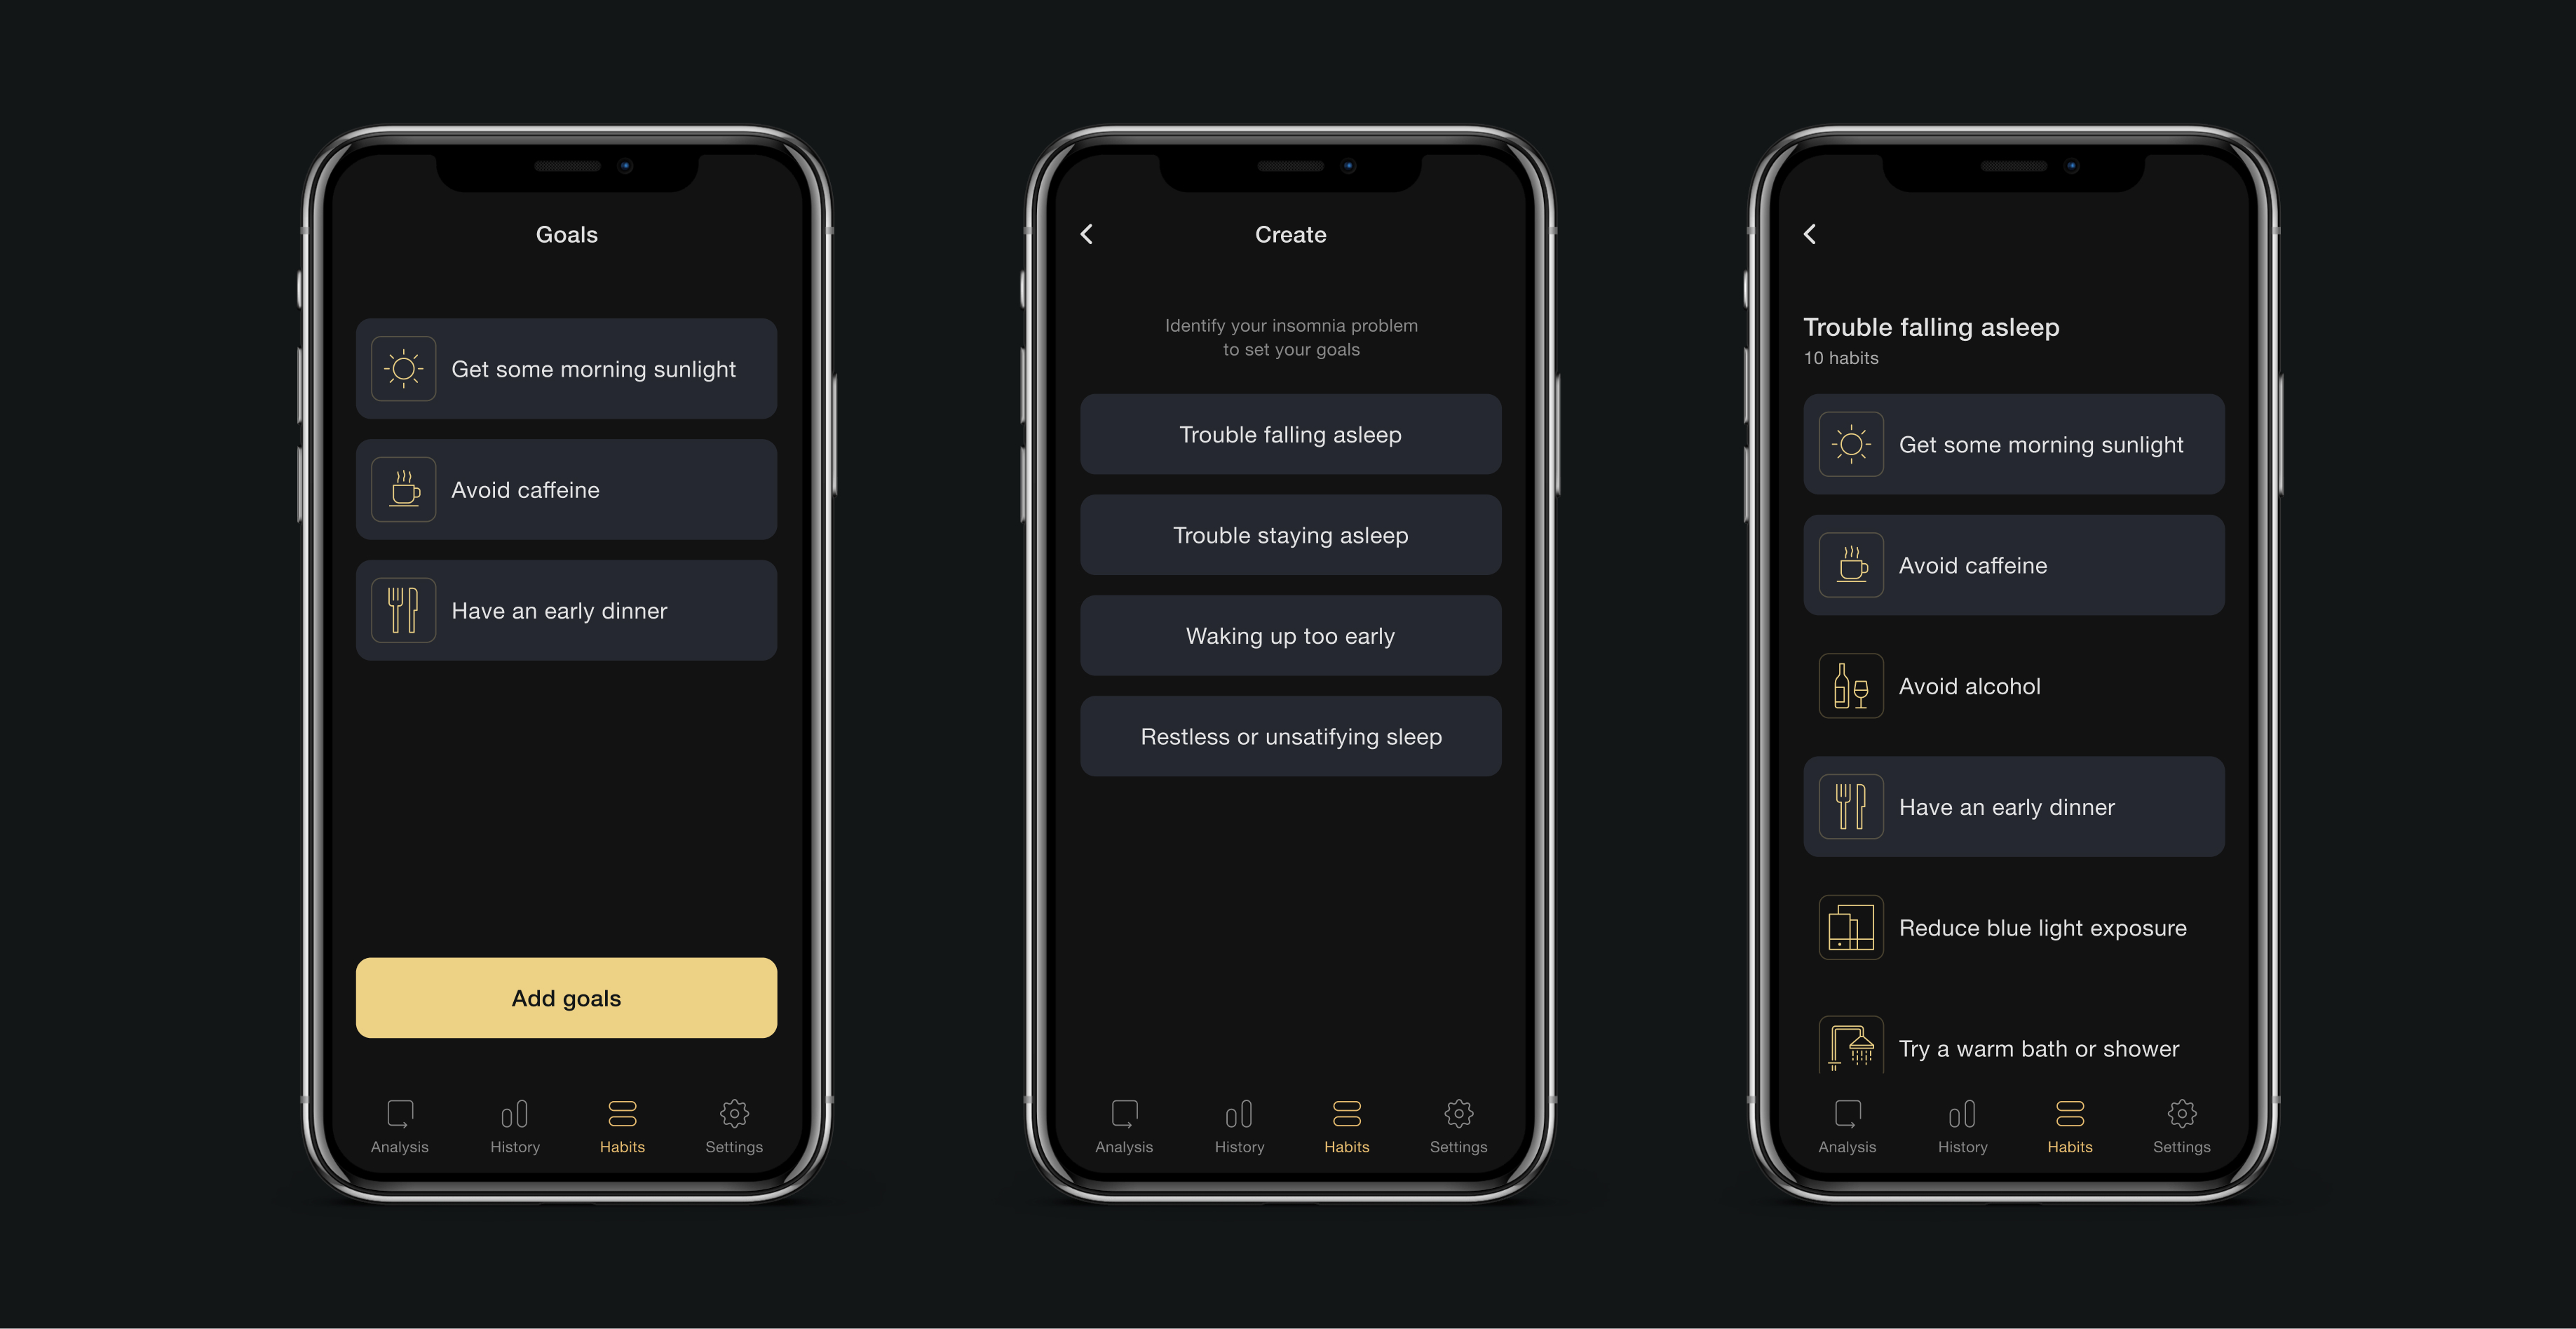 Goals
Get some morning sunlight
Avoid caffeine
Have an early dinner
Add goals
Analysis
History
Habits
Settings
Create
Identify your insomnia problem
to set your goals
Trouble falling asleep
Trouble staying asleep
Waking up too early
Restless or unsatifying sleep
Analysis
History
Habits
Settings
Trouble falling asleep
10 habits
Get some morning sunlight
Avoid caffeine
Avoid alcohol
Have an early dinner
Reduce blue light exposure
Try a warm bath or shower
Analysis
History
Habits
Settings